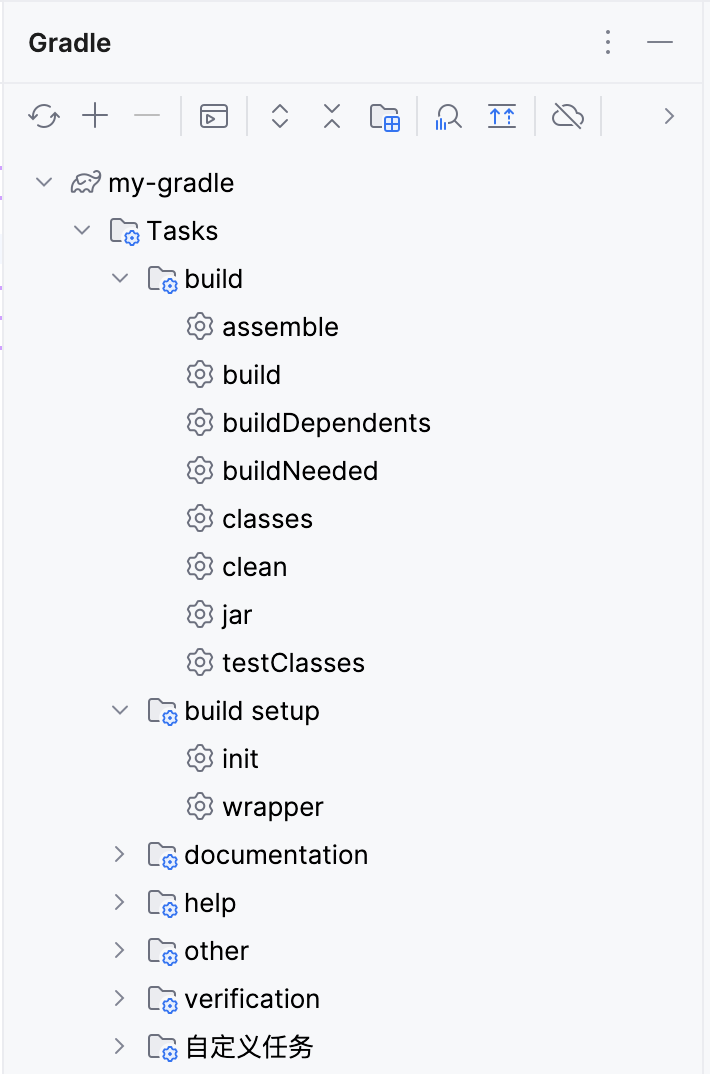 Gradle
my-gradle
Tasks
build
assemble
build
buildDependents
buildNeeded
classes
clean
jar
testClasses
build setup
init
wrapper
documentation
help
other
verification
自定义任务